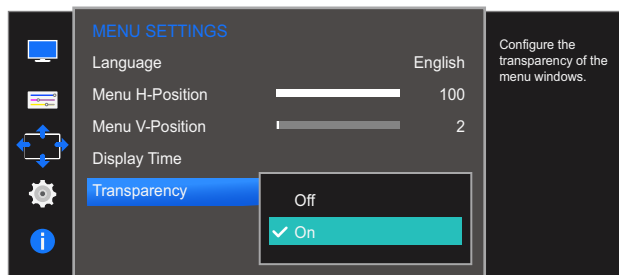 MENU SETTINGS
Language English
Menu H-Position 100
Menu V-Position 2
Display Time
Transparency
Off
On
Configure the
transparency of the
menu windows.